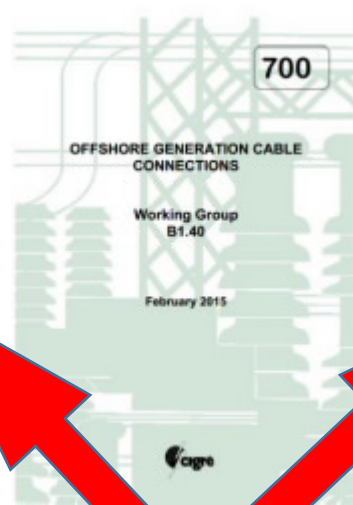 700
OFFSHORE GENERATION CABLE
CONNECTIONS
Working Group
B1.40
February 2015
cigre